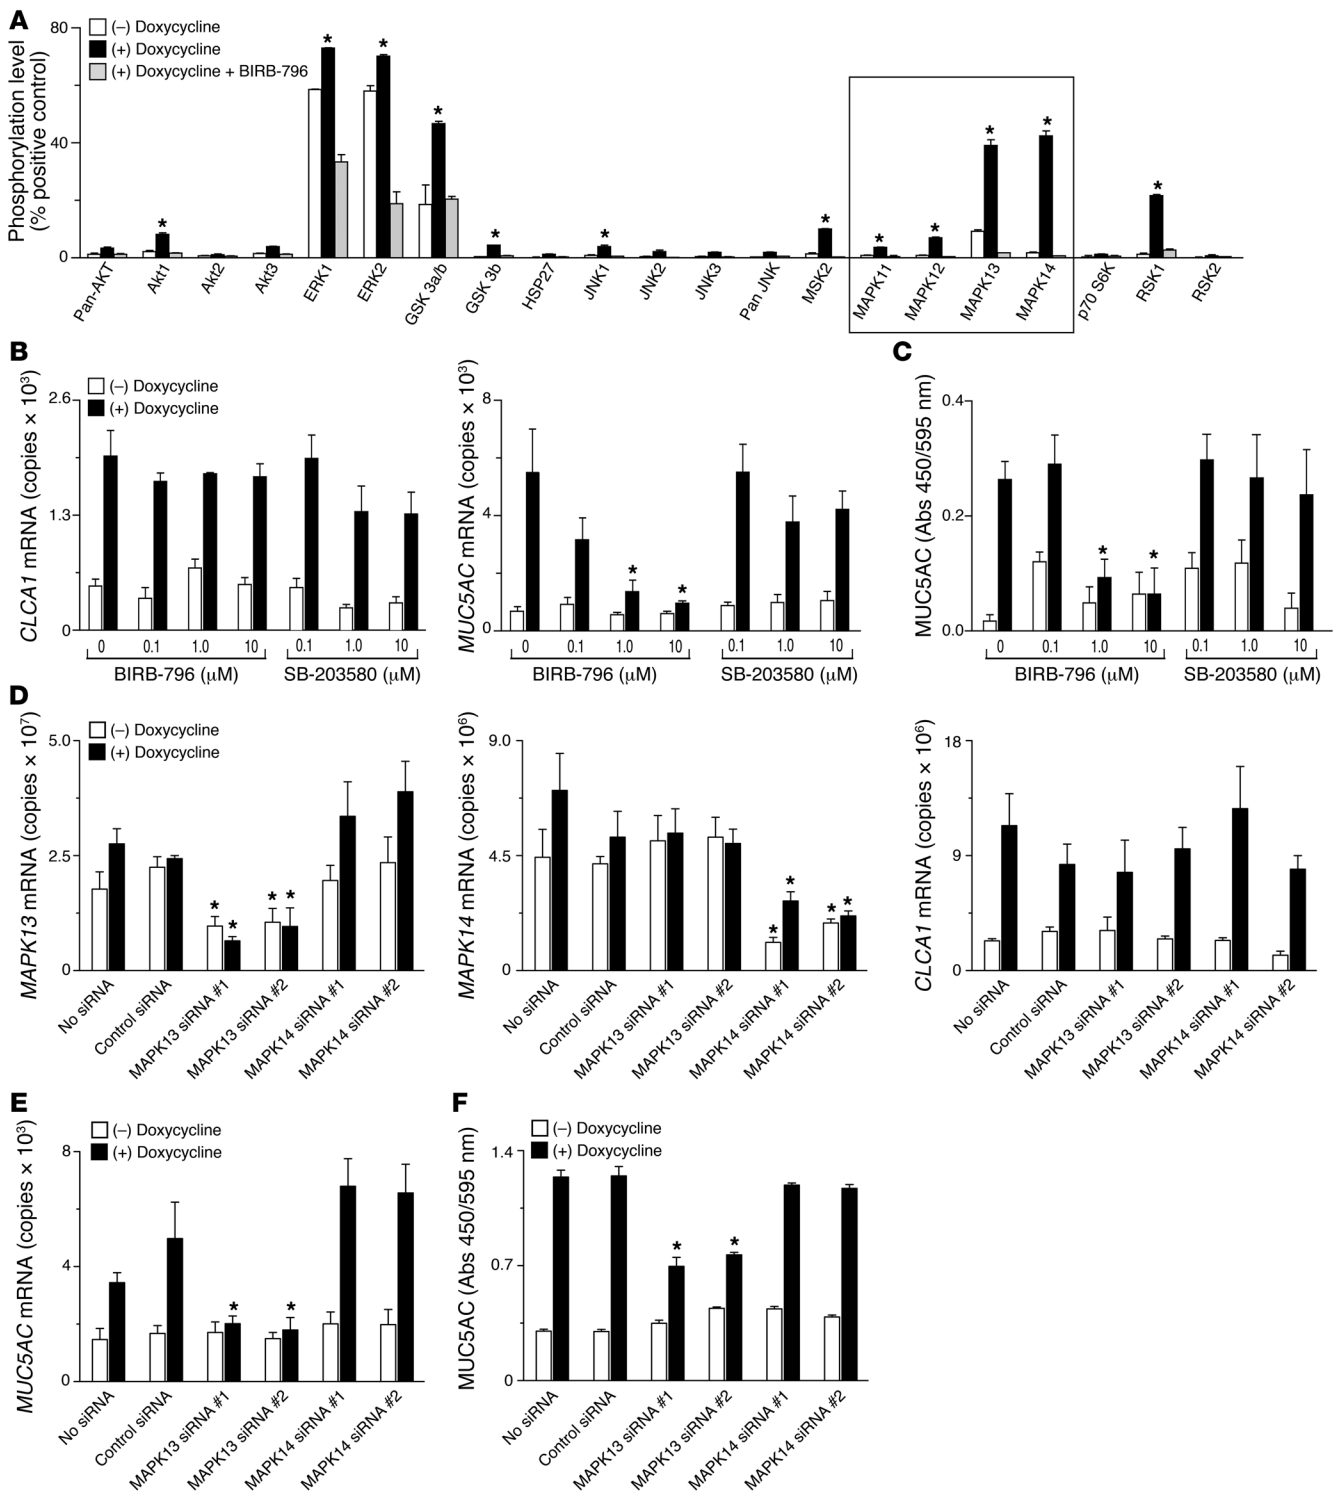 A
80
40
0
Phosphorylation level
(% positive control)
(–) Doxycycline
(+) Doxycycline
(+) Doxycycline + BIRB-796
* * * * * * * * * * * *
Pan-AKT Akt1 Akt2 Akt3 ERK1 ERK2 GSK 3a/b GSK 3b HSP27 JNK1 JNK2 JNK3 Pan JNK MSK2 MAPK11 MAPK12 MAPK13 MAPK14 p70 S6K RSK1 RSK2
B
(–) Doxycycline
(+) Doxycycline
CLCA1 mRNA (copies × 10³)
2.6
1.3
0
0 0.1 1.0 10 0.1 1.0 10
BIRB-796 (μM) SB-203580 (μM)
MUC5AC mRNA (copies × 10³)
8
4
0
* *
0 0.1 1.0 10 0.1 1.0 10
BIRB-796 (μM) SB-203580 (μM)
C
MUC5AC (Abs 450/595 nm)
0.4
0.2
0.0
* *
0 0.1 1.0 10 0.1 1.0 10
BIRB-796 (μM) SB-203580 (μM)
D
(–) Doxycycline
(+) Doxycycline
MAPK13 mRNA (copies × 10⁷)
5.0
2.5
0
* * * *
No siRNA Control siRNA MAPK13 siRNA #1 MAPK13 siRNA #2 MAPK14 siRNA #1 MAPK14 siRNA #2
MAPK14 mRNA (copies × 10⁶)
9.0
4.5
0
* * * *
No siRNA Control siRNA MAPK13 siRNA #1 MAPK13 siRNA #2 MAPK14 siRNA #1 MAPK14 siRNA #2
CLCA1 mRNA (copies × 10⁶)
18
9
0
No siRNA Control siRNA MAPK13 siRNA #1 MAPK13 siRNA #2 MAPK14 siRNA #1 MAPK14 siRNA #2
E
(–) Doxycycline
(+) Doxycycline
MUC5AC mRNA (copies × 10³)
8
4
0
* *
No siRNA Control siRNA MAPK13 siRNA #1 MAPK13 siRNA #2 MAPK14 siRNA #1 MAPK14 siRNA #2
F
(–) Doxycycline
(+) Doxycycline
MUC5AC (Abs 450/595 nm)
1.4
0.7
0
* *
No siRNA Control siRNA MAPK13 siRNA #1 MAPK13 siRNA #2 MAPK14 siRNA #1 MAPK14 siRNA #2